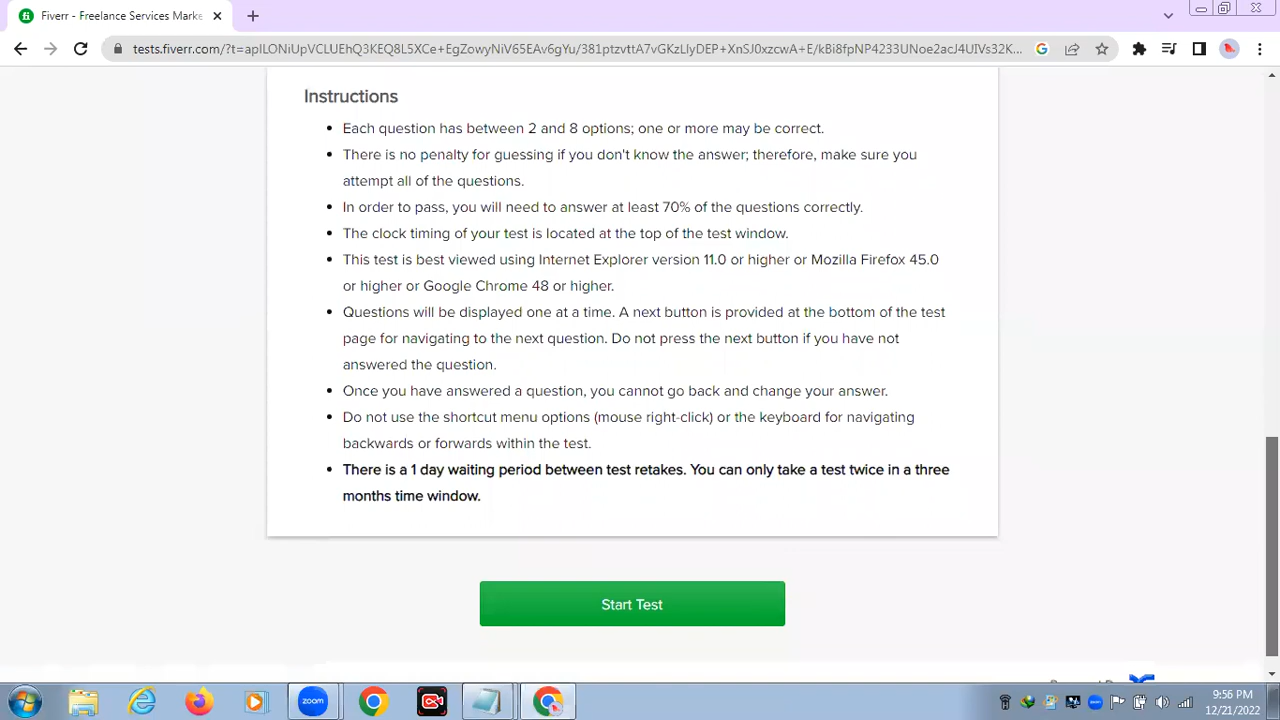 Fiverr - Freelance Services Marke
tests.fiverr.com/?t=aplLONiUpVCLUEhQ3KEQ8L5XCe+EgZowyNiV65EAv6gYu/381ptzvttA7vGKzLlyDEP+XnSJ0xzcwA+E/kBi8fpNP4233UNoe2acJ4UIVs32K...
Instructions
Each question has between 2 and 8 options; one or more may be correct.
There is no penalty for guessing if you don't know the answer; therefore, make sure you
attempt all of the questions.
In order to pass, you will need to answer at least 70% of the questions correctly.
The clock timing of your test is located at the top of the test window.
This test is best viewed using Internet Explorer version 11.0 or higher or Mozilla Firefox 45.0
or higher or Google Chrome 48 or higher.
Questions will be displayed one at a time. A next button is provided at the bottom of the test
page for navigating to the next question. Do not press the next button if you have not
answered the question.
Once you have answered a question, you cannot go back and change your answer.
Do not use the shortcut menu options (mouse right-click) or the keyboard for navigating
backwards or forwards within the test.
There is a 1 day waiting period between test retakes. You can only take a test twice in a three
months time window.
Start Test
zoom
9:56 PM
12/21/2022